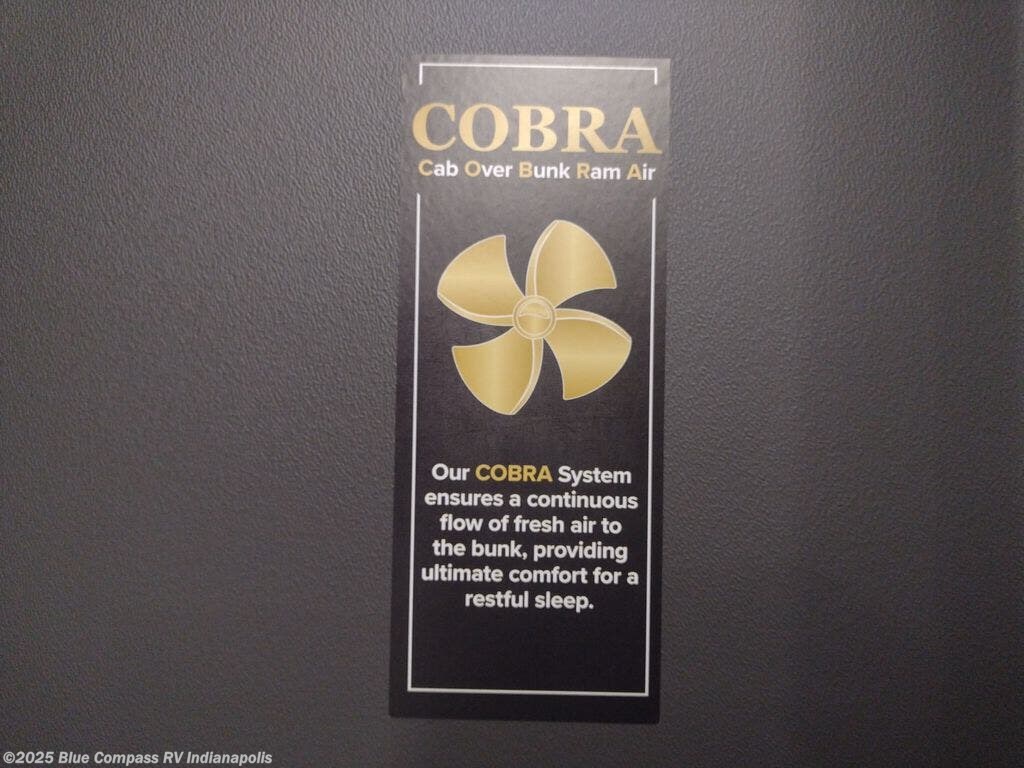 COBRA
Cab Over Bunk Ram Air
Our COBRA System
ensures a continuous
flow of fresh air to
the bunk, providing
ultimate comfort for a
restful sleep.
©2025 Blue Compass RV Indianapolis